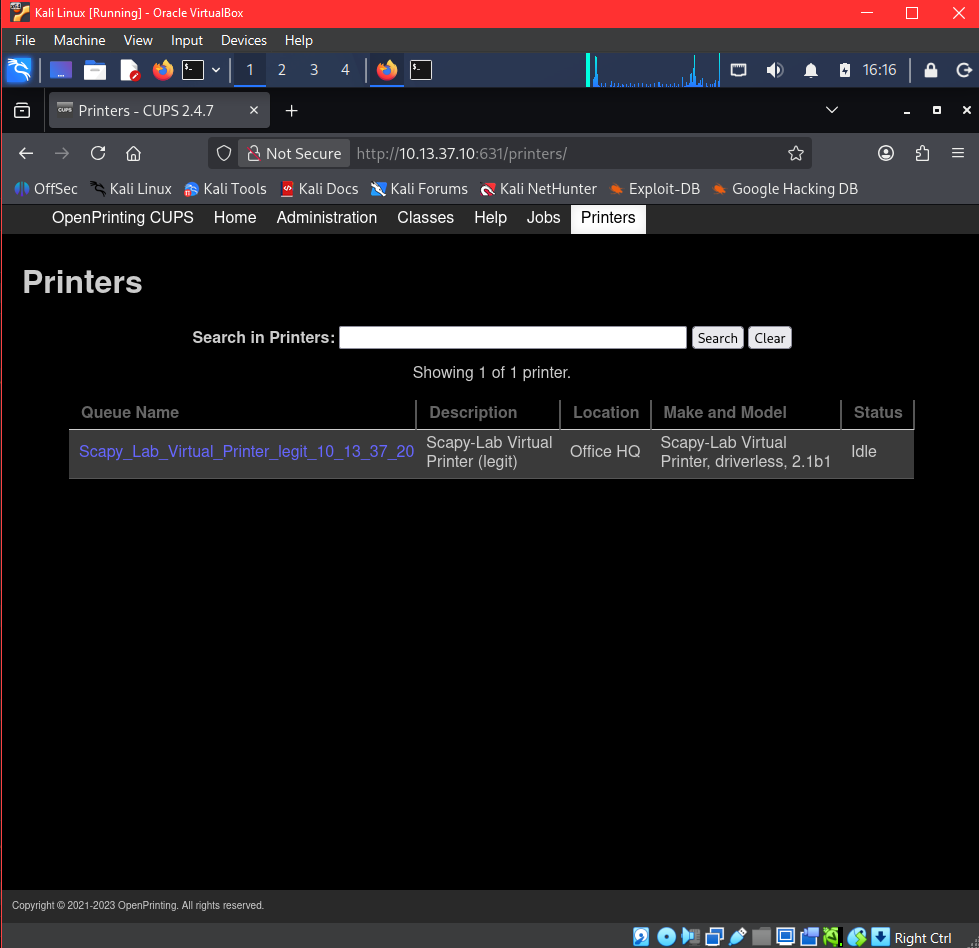 Kali Linux [Running] - Oracle VirtualBox
File Machine View Input Devices Help
1 2 3 4 16:16
Printers - CUPS 2.4.7
Not Secure http://10.13.37.10:631/printers/
OffSec Kali Linux Kali Tools Kali Docs Kali Forums Kali NetHunter Exploit-DB Google Hacking DB
OpenPrinting CUPS Home Administration Classes Help Jobs Printers
Printers
Search in Printers: Search Clear
Showing 1 of 1 printer.
Queue Name Description Location Make and Model Status
Scapy_Lab_Virtual_Printer_legit_10_13_37_20 Scapy-Lab Virtual Printer (legit) Office HQ Scapy-Lab Virtual Printer, driverless, 2.1b1 Idle
Copyright © 2021-2023 OpenPrinting. All rights reserved.
Right Ctrl